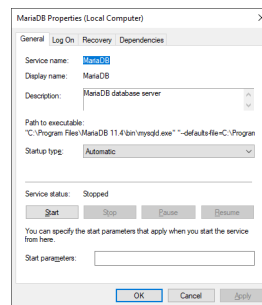 MariaDB Properties (Local Computer)
General Log On Recovery Dependencies
Service name: MariaDB
Display name: MariaDB
Description: MariaDB database server
Path to executable:
"C:\Program Files\MariaDB 11.4\bin\mysqld.exe" "--defaults-file=C:\Progran
Startup type: Automatic
Service status: Stopped
Start Stop Pause Resume
You can specify the start parameters that apply when you start the service
from here.
Start parameters:
OK Cancel Apply